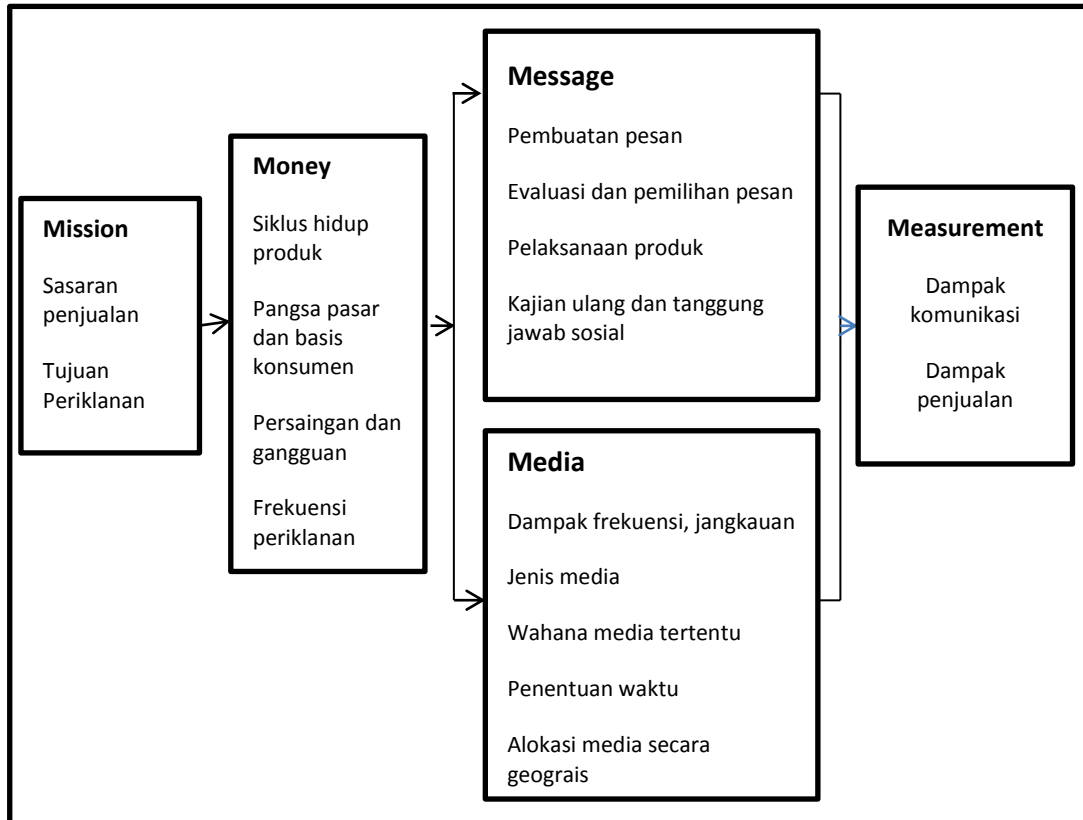 Mission
Sasaran
penjualan
Tujuan
Periklanan
Money
Siklus hidup
produk
Pangsa pasar
dan basis
konsumen
Persaingan dan
gangguan
Frekuensi
periklanan
Message
Pembuatan pesan
Evaluasi dan pemilihan pesan
Pelaksanaan produk
Kajian ulang dan tanggung
jawab sosial
Media
Dampak frekuensi, jangkauan
Jenis media
Wahana media tertentu
Penentuan waktu
Alokasi media secara
geograis
Measurement
Dampak
komunikasi
Dampak
penjualan